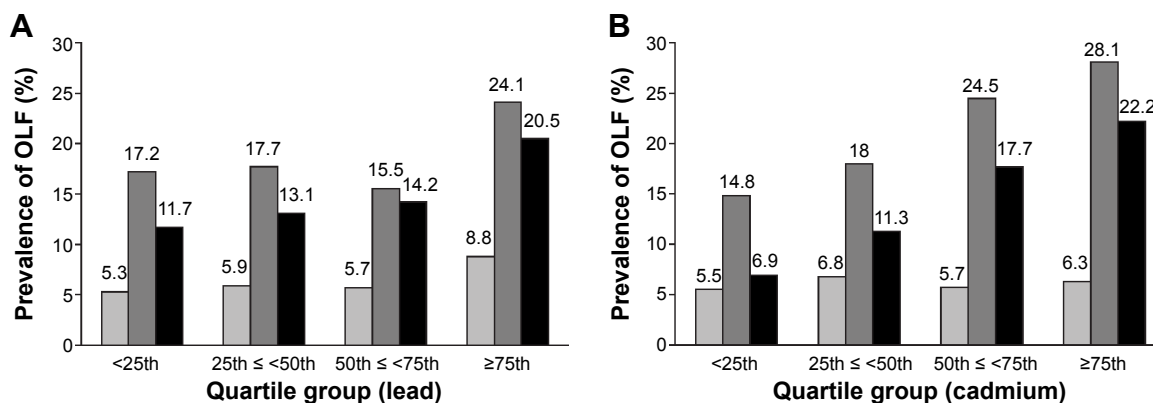 A
Prevalence of OLF (%)
30
25
20
15
10
5
0
5.3
17.2
11.7
5.9
17.7
13.1
5.7
15.5
14.2
8.8
24.1
20.5
<25th
25th ≤ <50th
50th ≤ <75th
≥75th
Quartile group (lead)
B
Prevalence of OLF (%)
30
25
20
15
10
5
0
5.5
14.8
6.9
6.8
18
11.3
5.7
24.5
17.7
6.3
28.1
22.2
<25th
25th ≤ <50th
50th ≤ <75th
≥75th
Quartile group (cadmium)